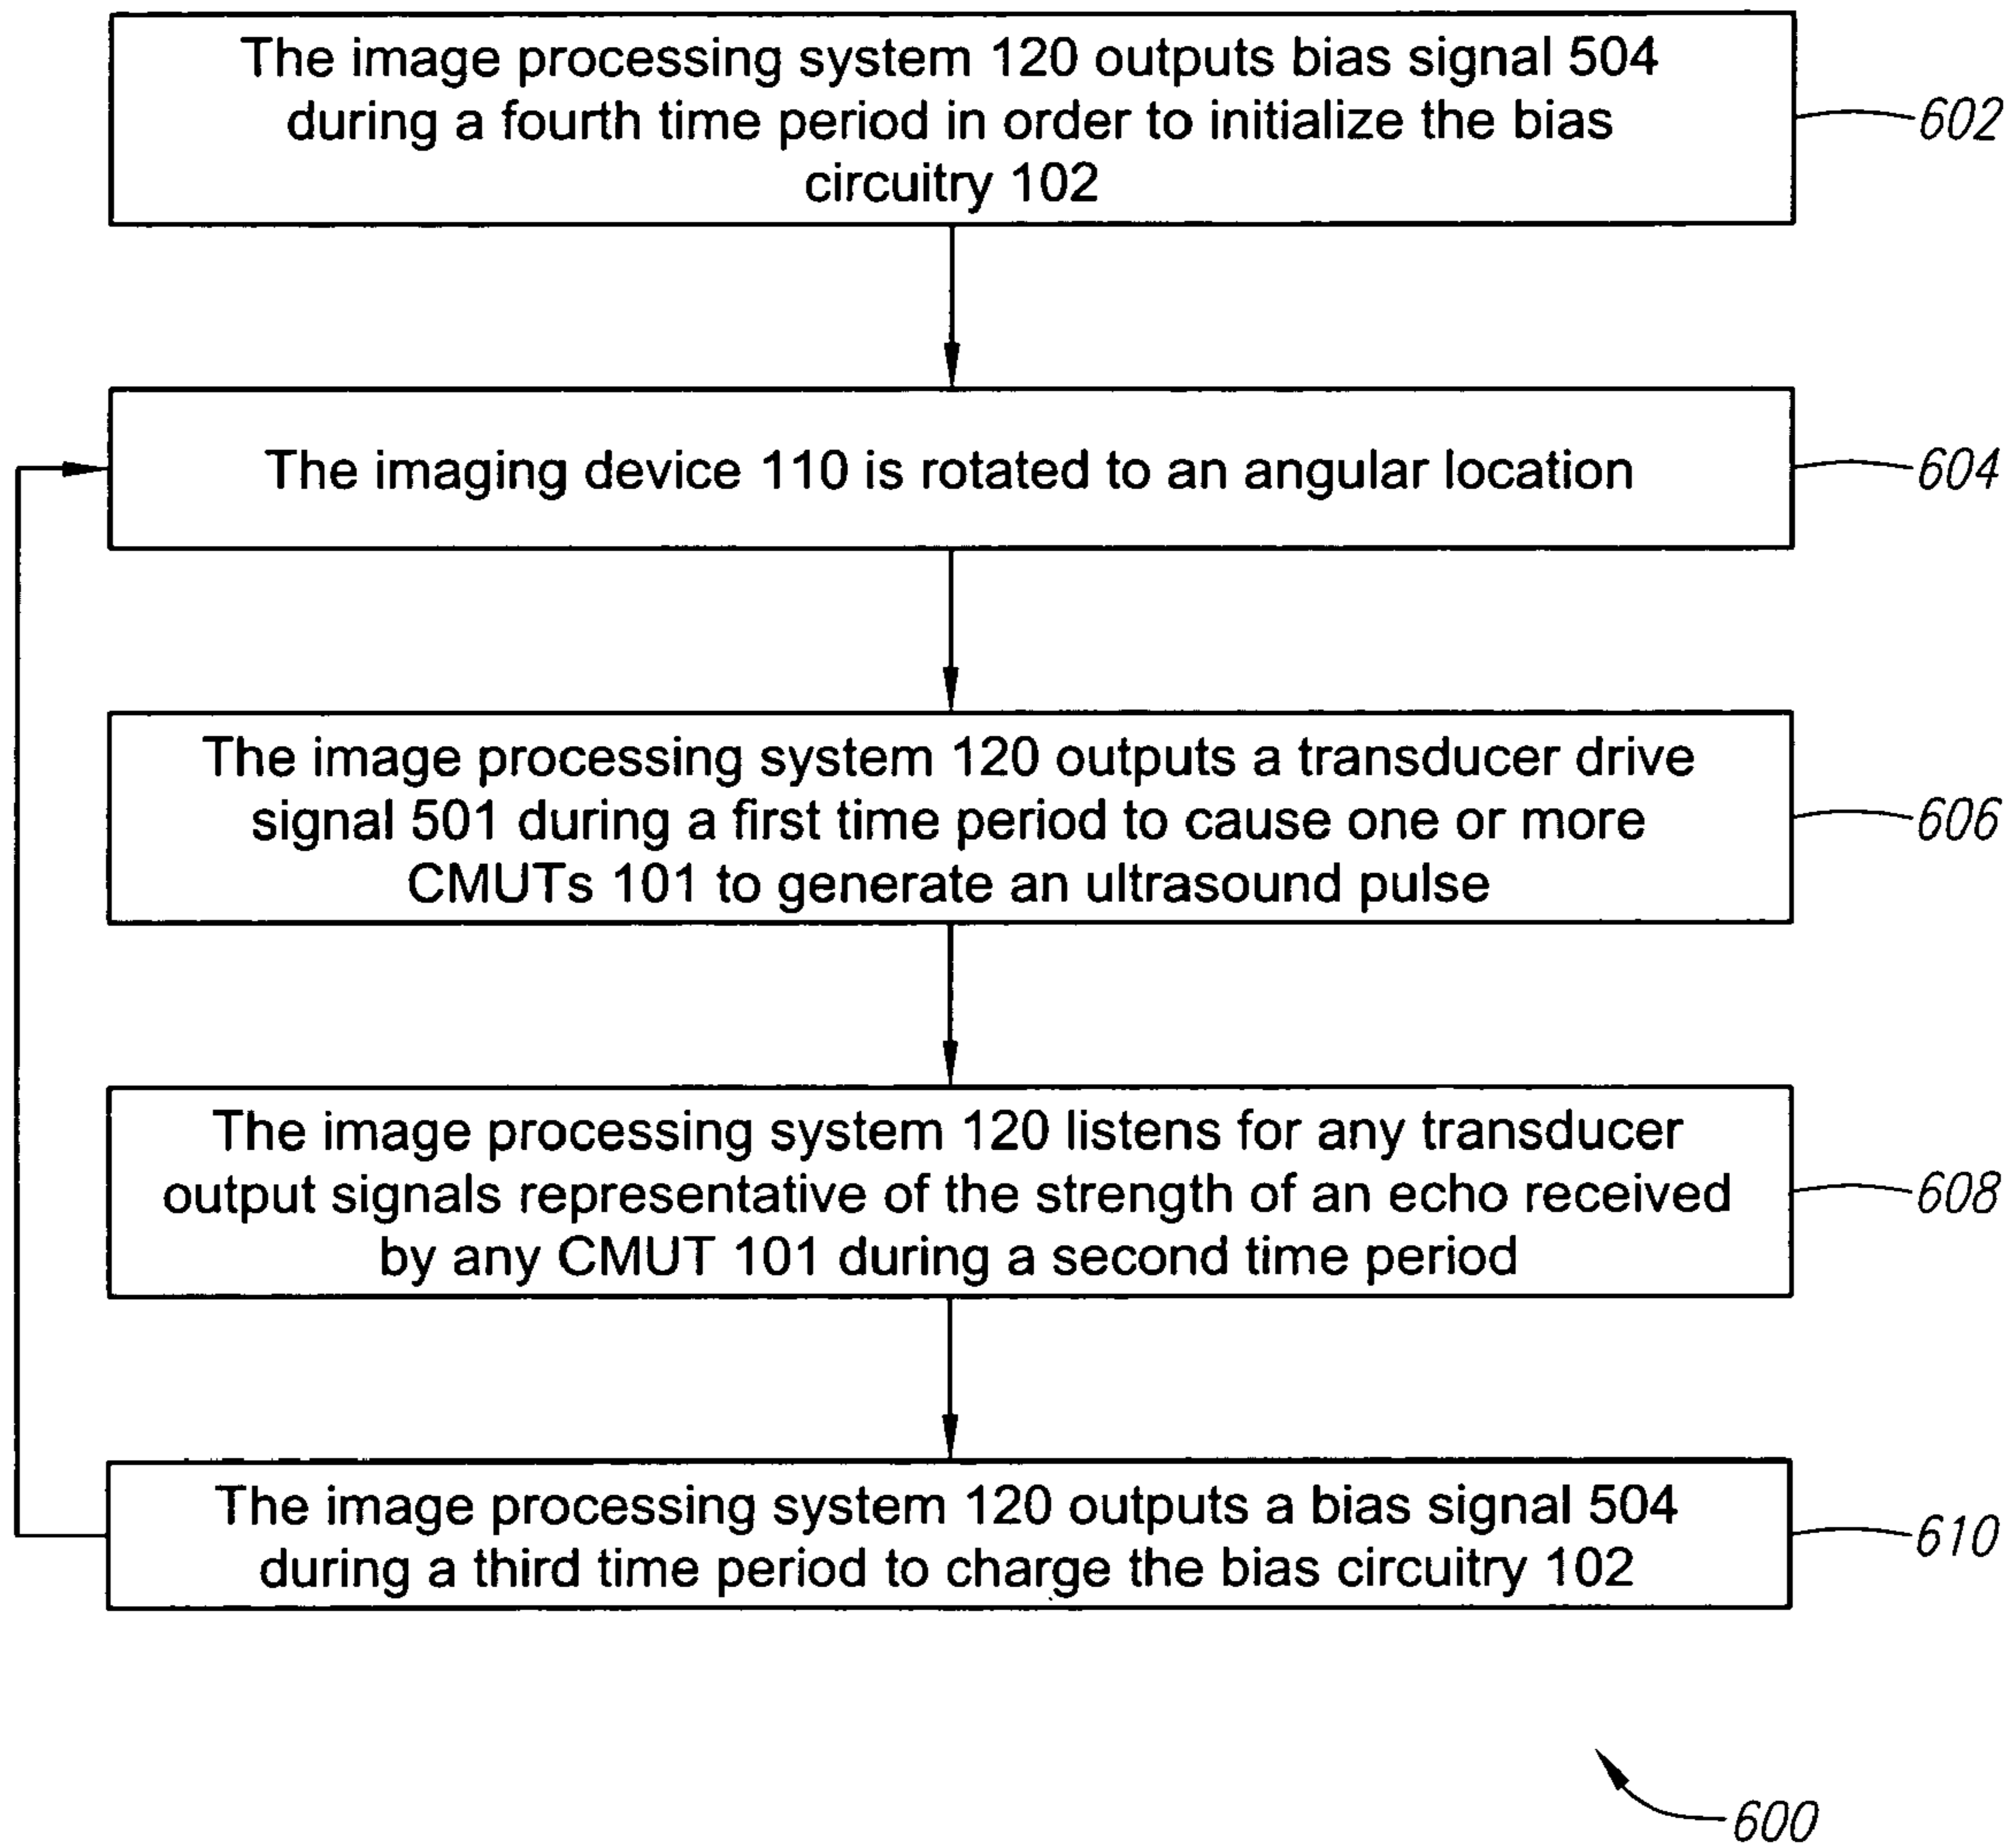 The image processing system 120 outputs bias signal 504
during a fourth time period in order to initialize the bias
circuitry 102
602
The imaging device 110 is rotated to an angular location
604
The image processing system 120 outputs a transducer drive
signal 501 during a first time period to cause one or more
CMUTs 101 to generate an ultrasound pulse
606
The image processing system 120 listens for any transducer
output signals representative of the strength of an echo received
by any CMUT 101 during a second time period
608
The image processing system 120 outputs a bias signal 504
during a third time period to charge the bias circuitry 102
610
600